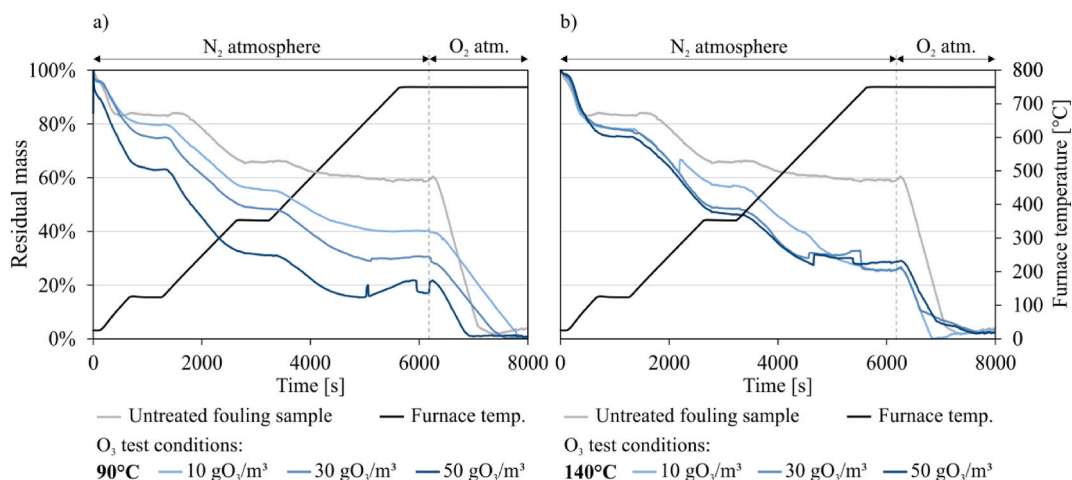 a)
b)
N₂ atmosphere
O₂ atm.
N₂ atmosphere
O₂ atm.
100%
80%
60%
40%
20%
0%
Residual mass
0
2000
4000
6000
8000
Time [s]
0
2000
4000
6000
8000
Time [s]
800
700
600
500
400
300
200
100
0
Furnace temperature [°C]
Untreated fouling sample
Furnace temp.
O₃ test conditions:
90°C 10 gO₃/m³ 30 gO₃/m³ 50 gO₃/m³
Untreated fouling sample
Furnace temp.
O₃ test conditions:
140°C 10 gO₃/m³ 30 gO₃/m³ 50 gO₃/m³